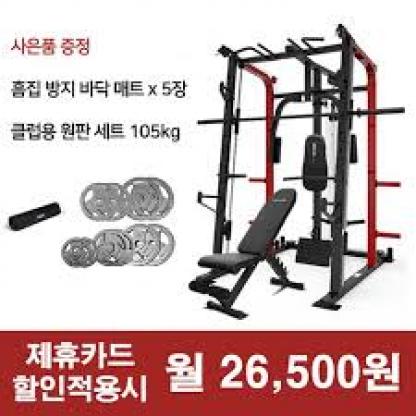 사은품 증정
흠집 방지 바닥 매트 x 5장
클럽용 원판 세트 105kg
제휴카드
할인적용시
월 26,500원